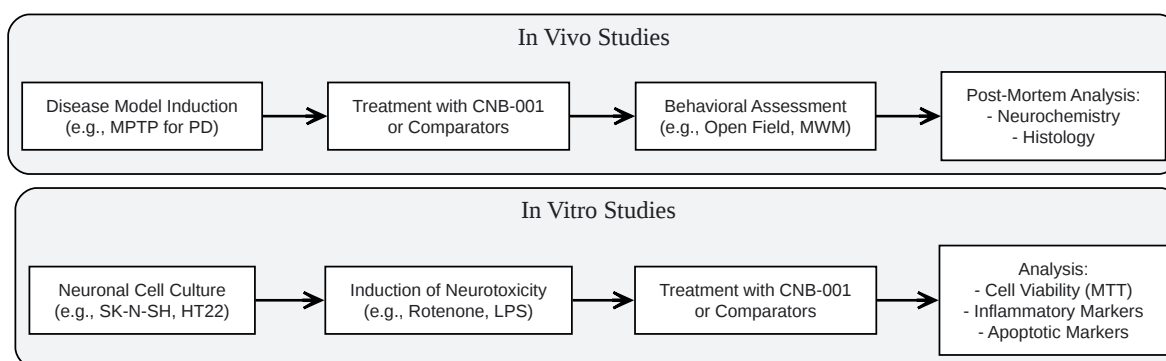 In Vivo Studies
Disease Model Induction
(e.g., MPTP for PD)
Treatment with CNB-001
or Comparators
Behavioral Assessment
(e.g., Open Field, MWM)
Post-Mortem Analysis:
- Neurochemistry
- Histology
In Vitro Studies
Neuronal Cell Culture
(e.g., SK-N-SH, HT22)
Induction of Neurotoxicity
(e.g., Rotenone, LPS)
Treatment with CNB-001
or Comparators
Analysis:
- Cell Viability (MTT)
- Inflammatory Markers
- Apoptotic Markers